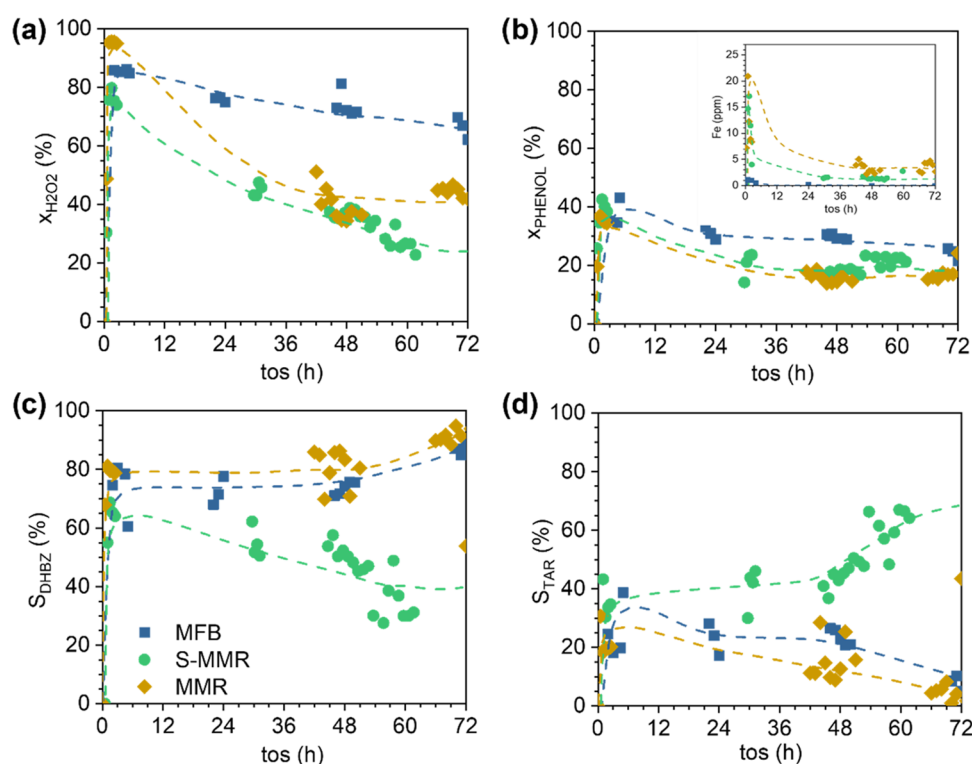 (a)
100
80
60
40
20
0
x_H2O2 (%)
0 12 24 36 48 60 72
tos (h)
(b)
100
80
60
40
20
0
x_PHENOL (%)
0 12 24 36 48 60 72
tos (h)
25
20
15
10
5
0
Fe (ppm)
0 12 24 36 48 60 72
tos (h)
(c)
100
80
60
40
20
0
S_DHBZ (%)
MFB
S-MMR
MMR
0 12 24 36 48 60 72
tos (h)
(d)
100
80
60
40
20
0
S_TAR (%)
0 12 24 36 48 60 72
tos (h)